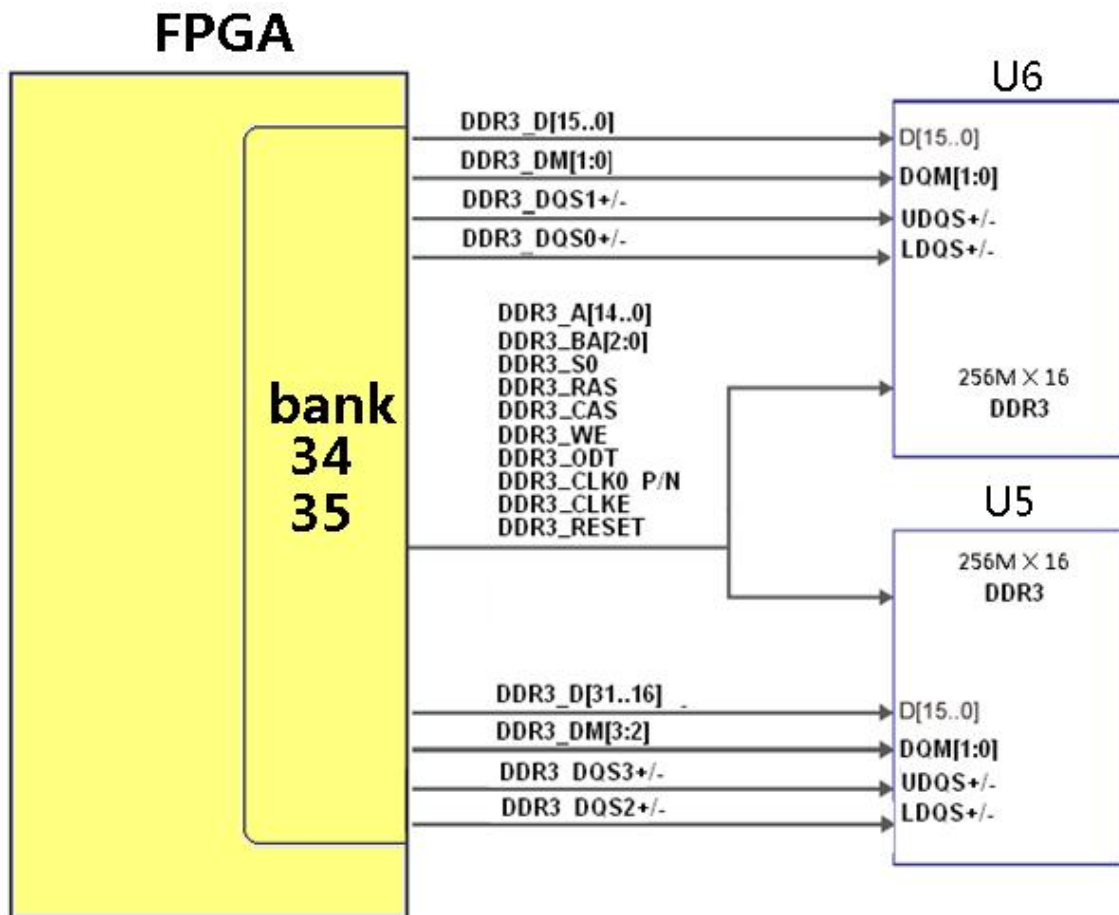 FPGA
bank
34
35
DDR3_D[15..0]
DDR3_DM[1:0]
DDR3_DQS1+/-
DDR3_DQS0+/-
DDR3_A[14..0]
DDR3_BA[2:0]
DDR3_S0
DDR3_RAS
DDR3_CAS
DDR3_WE
DDR3_ODT
DDR3_CLK0 P/N
DDR3_CLKE
DDR3_RESET
DDR3_D[31..16]
DDR3_DM[3:2]
DDR3 DQS3+/-
DDR3 DQS2+/-
U6
D[15..0]
DQM[1:0]
UDQS+/-
LDQS+/-
256M×16
DDR3
U5
256M×16
DDR3
D[15..0]
DQM[1:0]
UDQS+/-
LDQS+/-